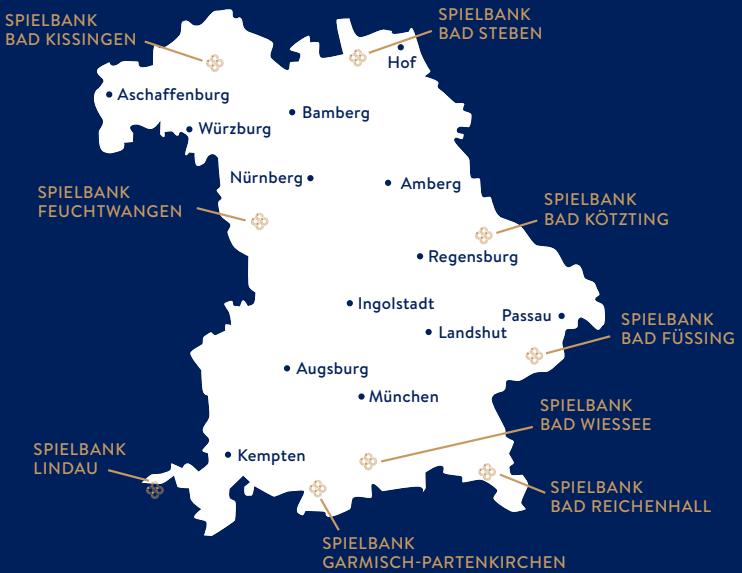 SPIELBANK
BAD KISSINGEN
SPIELBANK
BAD STEBEN
Hof
Aschaffenburg
Bamberg
Würzburg
Nürnberg
Amberg
SPIELBANK
FEUCHTWANGEN
SPIELBANK
BAD KÖTZTING
Regensburg
Ingolstadt
Passau
Landshut
SPIELBANK
BAD FÜSSING
Augsburg
München
SPIELBANK
BAD WIESSEE
SPIELBANK
LINDAU
Kempten
SPIELBANK
BAD REICHENHALL
SPIELBANK
GARMISCH-PARTENKIRCHEN